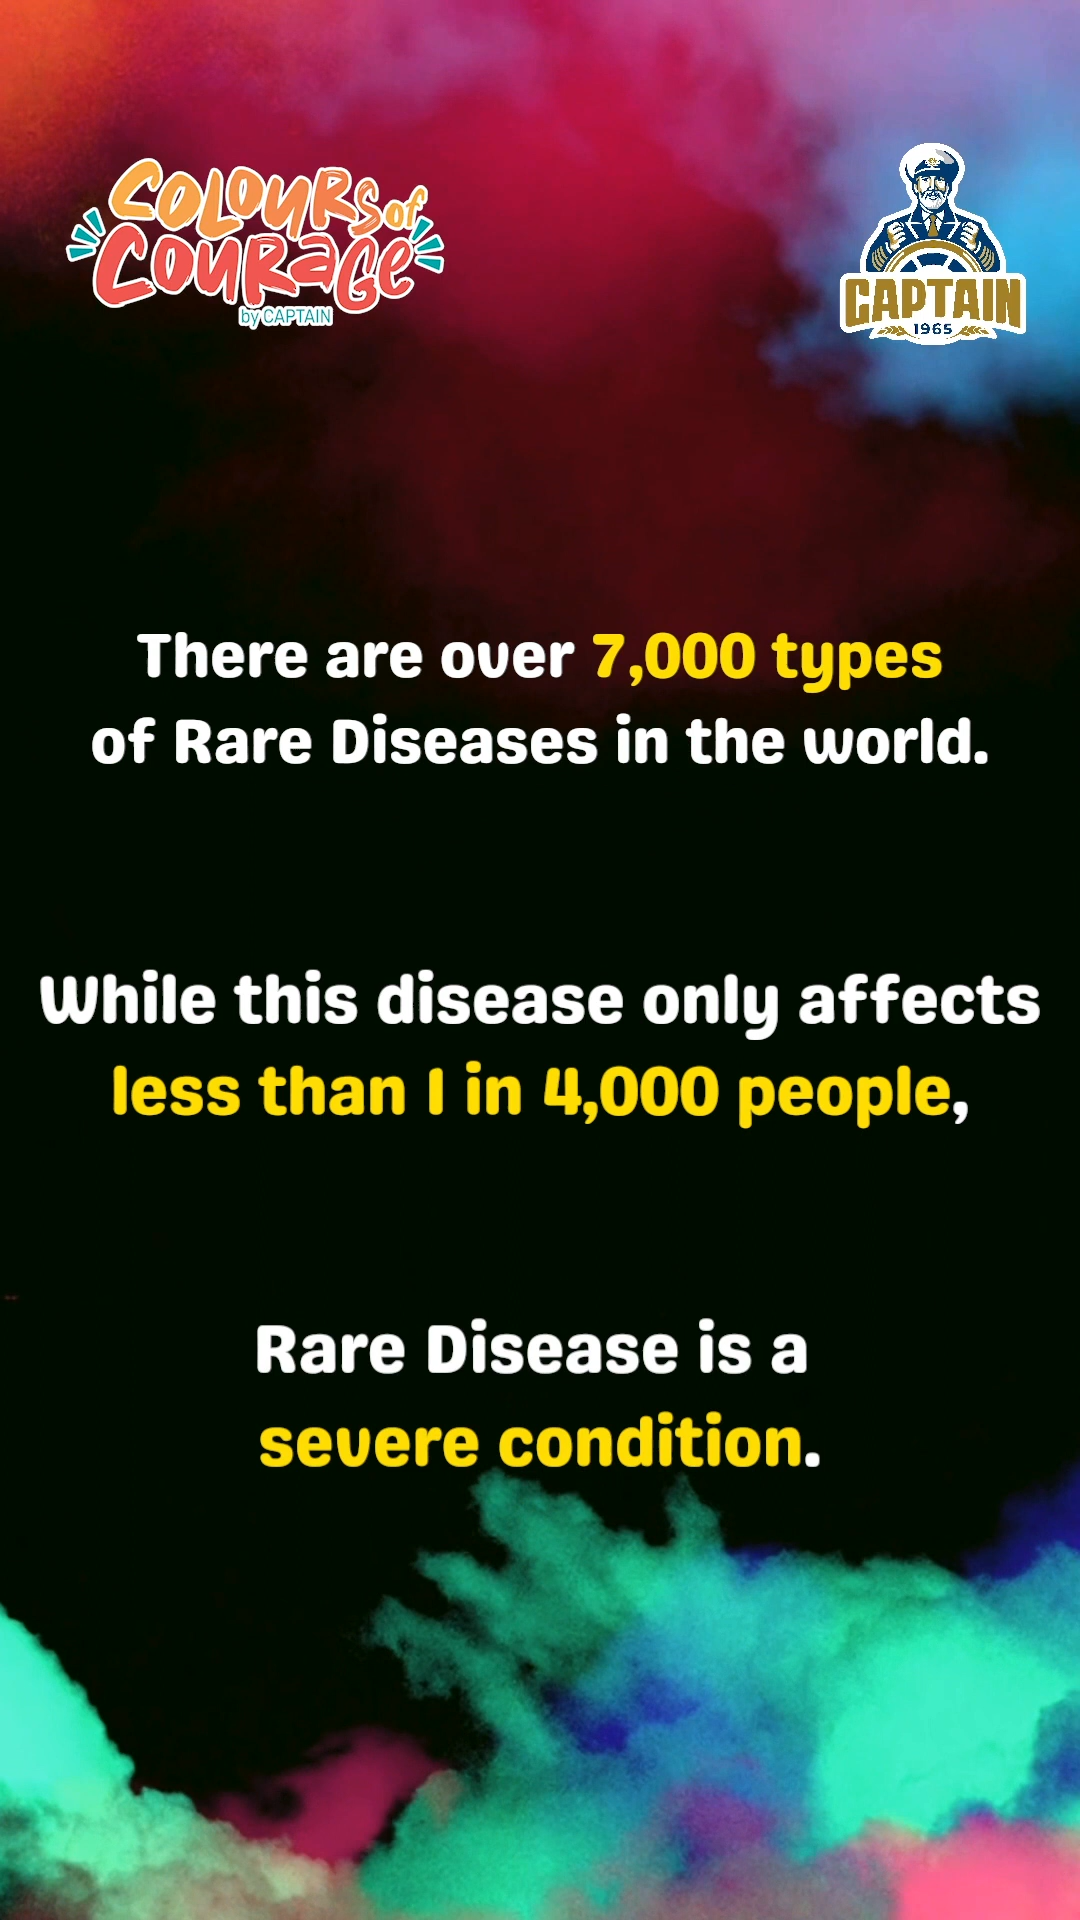 COLOURS of
COURAGE
by CAPTAIN
CAPTAIN
1965
There are over 7,000 types
of Rare Diseases in the world.
While this disease only affects
less than 1 in 4,000 people,
Rare Disease is a
severe condition.